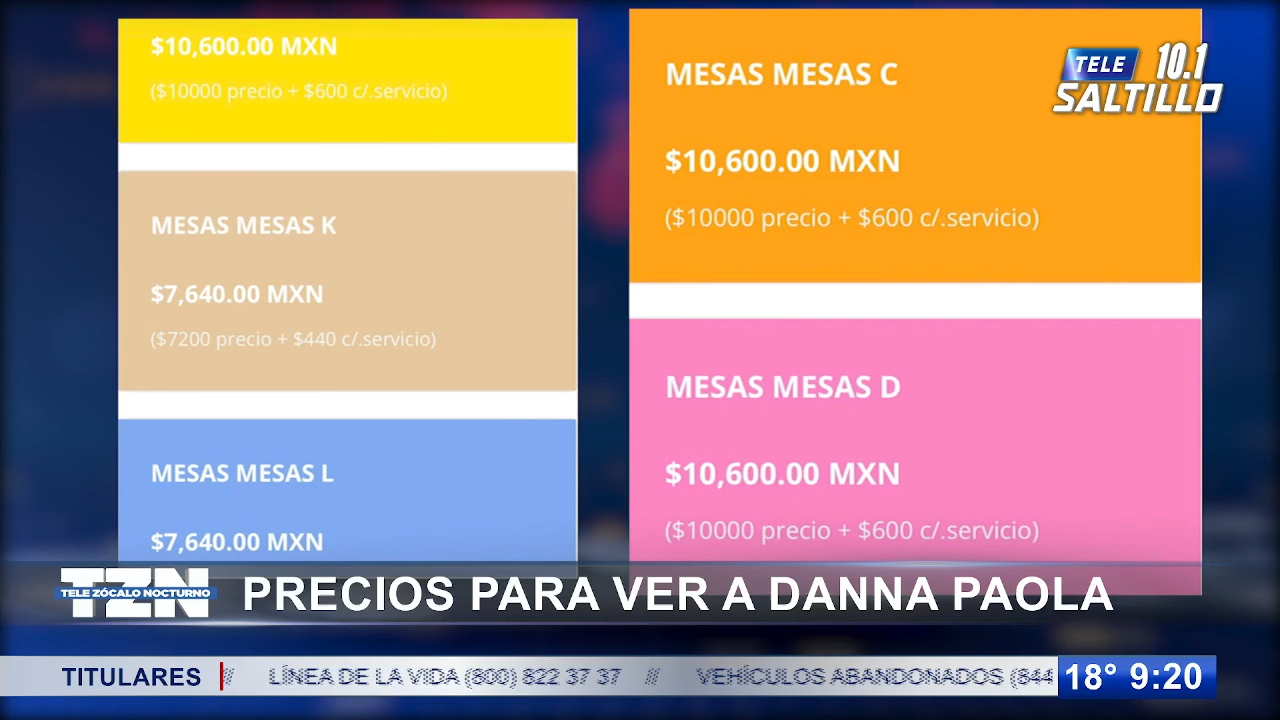 $10,600.00 MXN
($10000 precio + $600 c/.servicio)
MESAS MESAS K
$7,640.00 MXN
($7200 precio + $440 c/.servicio)
MESAS MESAS L
$7,640.00 MXN
MESAS MESAS C
$10,600.00 MXN
($10000 precio + $600 c/.servicio)
MESAS MESAS D
$10,600.00 MXN
($10000 precio + $600 c/.servicio)
TELE 10.1
SALTILLO
TZN
TELE ZÓCALO NOCTURNO
PRECIOS PARA VER A DANNA PAOLA
TITULARES // LÍNEA DE LA VIDA (800) 822 37 37 // VEHÍCULOS ABANDONADOS (844 18° 9:20